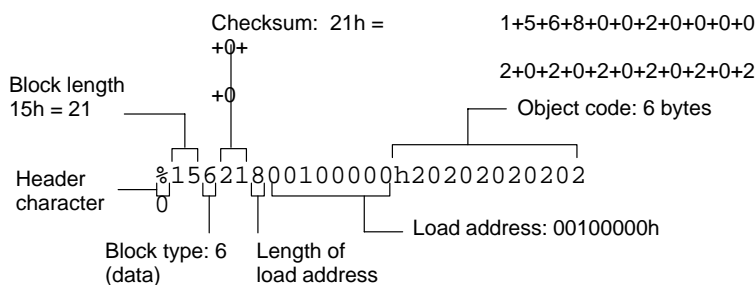 Checksum: 21h = 1+5+6+8+0+0+2+0+0+0+0
+0+
2+0+2+0+2+0+2+0+2+0+2
+0
Block length
15h = 21
Object code: 6 bytes
%1562180010000​0h20202020202
0
Header
character
Load address: 00100000h
Block type: 6
(data)
Length of
load address